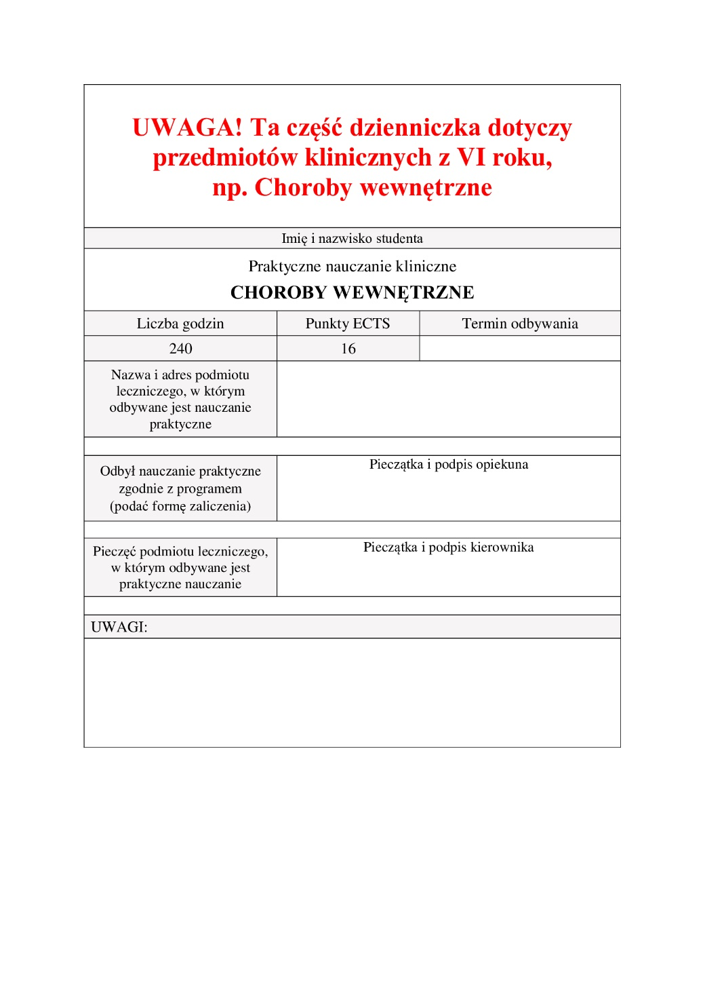 UWAGA! Ta część dzienniczka dotyczy
przedmiotów klinicznych z VI roku,
np. Choroby wewnętrzne
Imię i nazwisko studenta
Praktyczne nauczanie kliniczne
CHOROBY WEWNĘTRZNE
Liczba godzin
Punkty ECTS
Termin odbywania
240
16
Nazwa i adres podmiotu
leczniczego, w którym
odbywane jest nauczanie
praktyczne
Odbył nauczanie praktyczne
zgodnie z programem
(podać formę zaliczenia)
Pieczątka i podpis opiekuna
Pieczęć podmiotu leczniczego,
w którym odbywane jest
praktyczne nauczanie
Pieczątka i podpis kierownika
UWAGI: